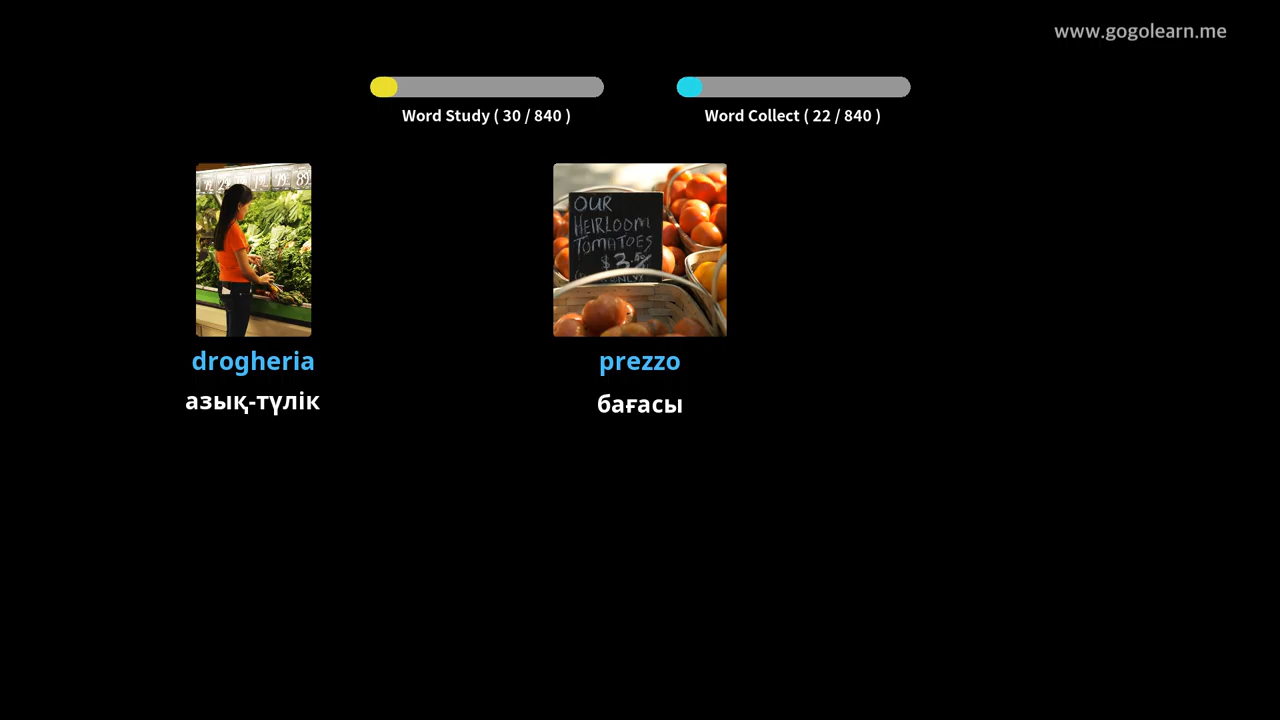 www.gogolearn.me
Word Study ( 30 / 840 )
Word Collect ( 22 / 840 )
OUR
HEIRLOOM
TOMATOES
drogheria
prezzo
азық-түлік
бағасы